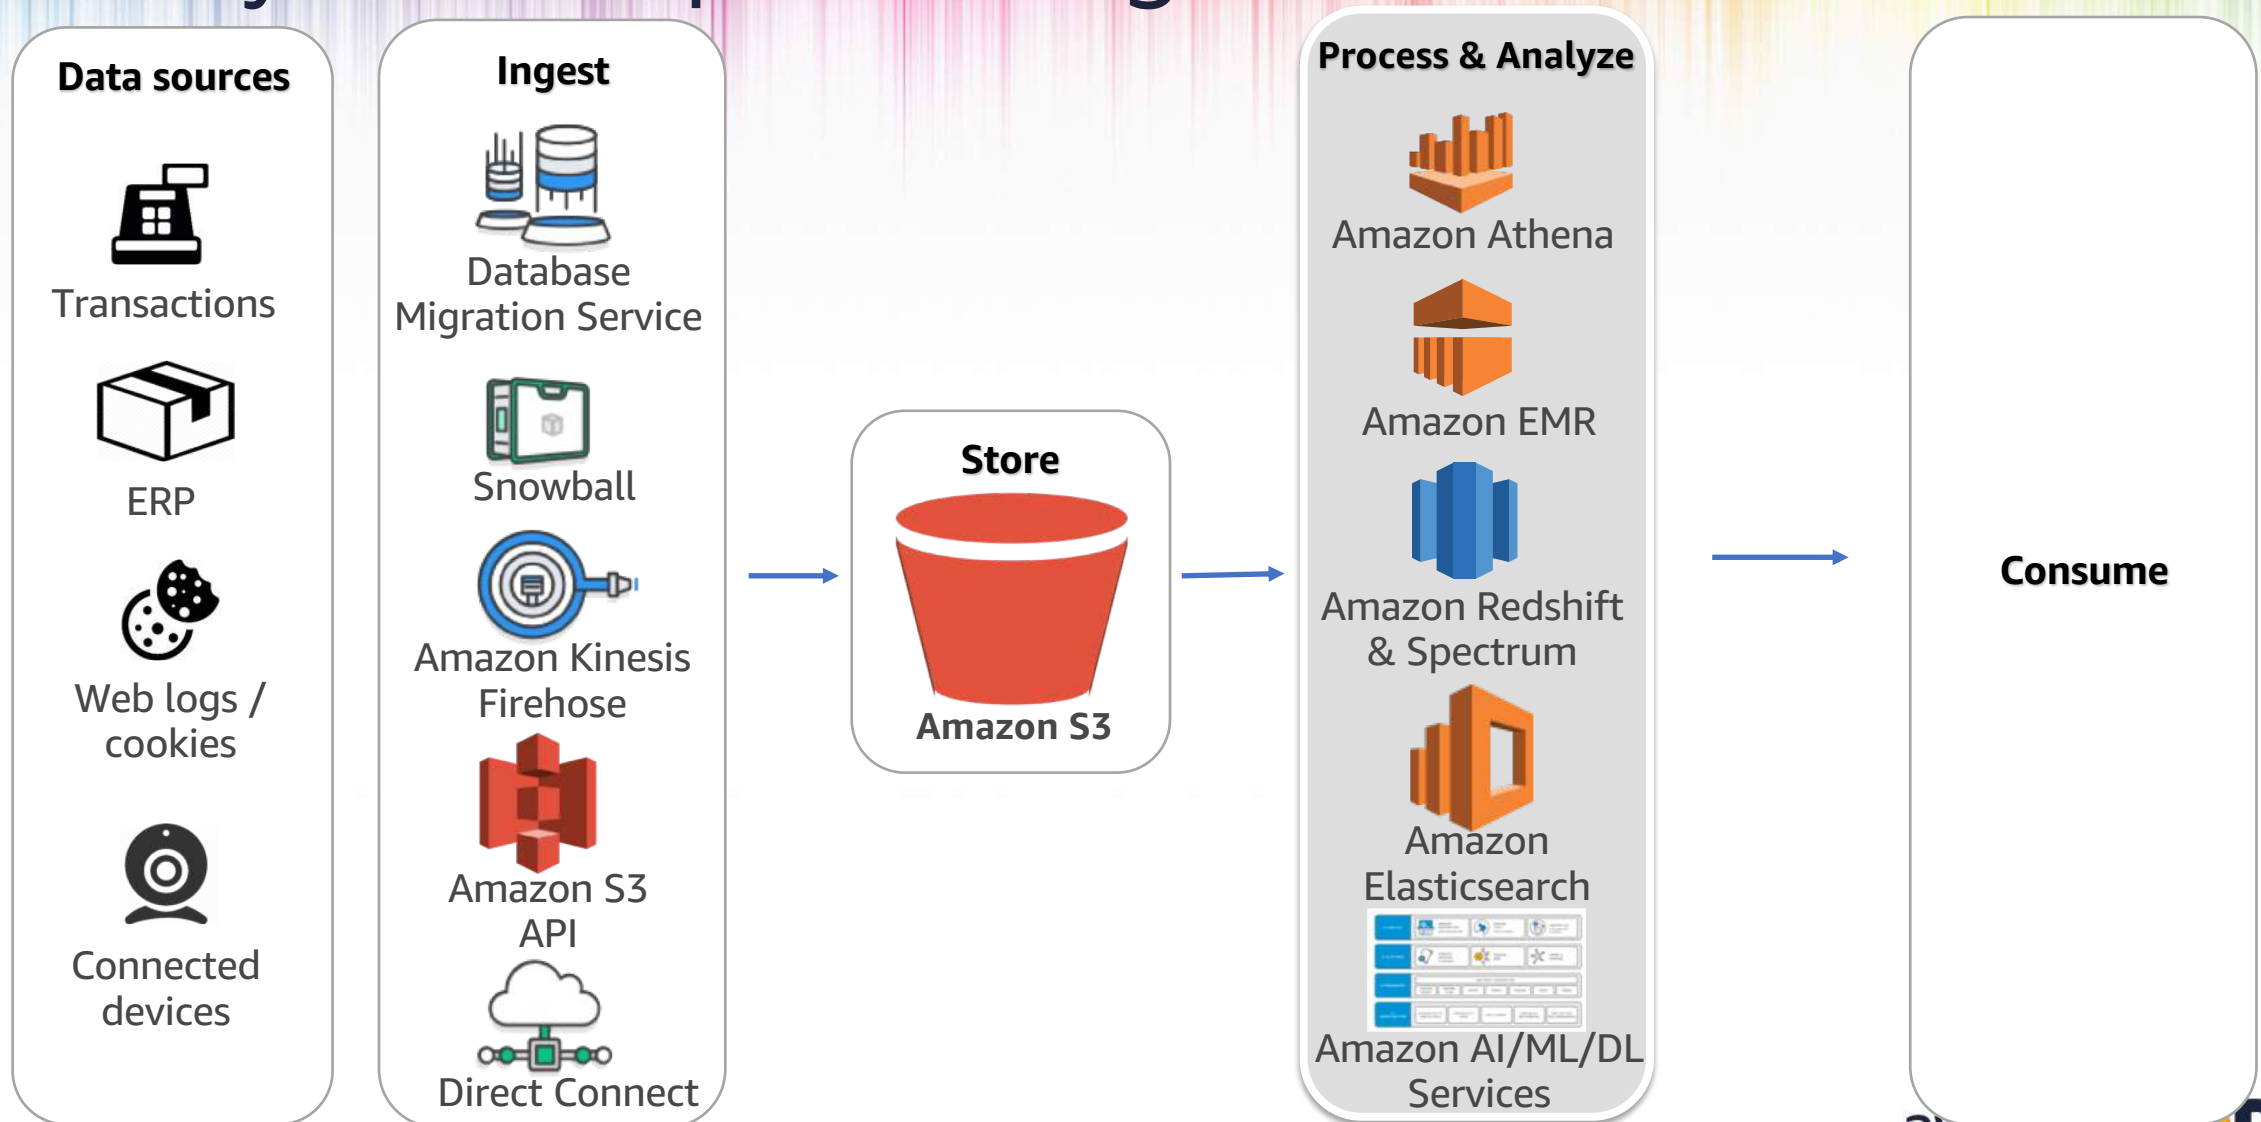 Data sources
Transactions
ERP
Web logs /
cookies
Connected
devices
Ingest
Database
Migration Service
Snowball
Amazon Kinesis
Firehose
Amazon S3
API
Direct Connect
Store
Amazon S3
Process & Analyze
Amazon Athena
Amazon EMR
Amazon Redshift
& Spectrum
Amazon
Elasticsearch
Amazon AI/ML/DL
Services
Consume